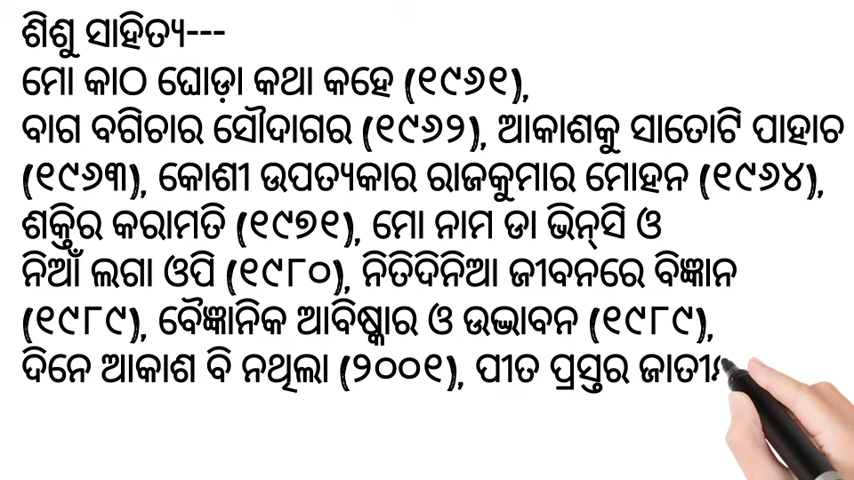 ଶିଶୁ ସାହିତ୍ୟ---
ମୋ କାଠ ଘୋଡ଼ା କଥା କହେ (୧୯୬୧),
ବାଗ ବଗିଚାର ସୌଦାଗର (୧୯୬୨), ଆକାଶକୁ ସାତୋଟି ପାହାଚ
(୧୯୬୩), କୋଶୀ ଉପତ୍ୟକାର ରାଜକୁମାର ମୋହନ (୧୯୬୪),
ଶକ୍ତିର କରାମତି (୧୯୭୧), ମୋ ନାମ ଡା ଭିନ୍‌ସି ଓ
ନିଆଁ ଲଗା ଓପି (୧୯୮୦), ନିତିଦିନିଆ ଜୀବନରେ ବିଜ୍ଞାନ
(୧୯୮୯), ବୈଜ୍ଞାନିକ ଆବିଷ୍କାର ଓ ଉଦ୍ଭାବନ (୧୯୮୯),
ଦିନେ ଆକାଶ ବି ନଥିଲା (୨୦୦୧), ପୀତ ପ୍ରସ୍ତର